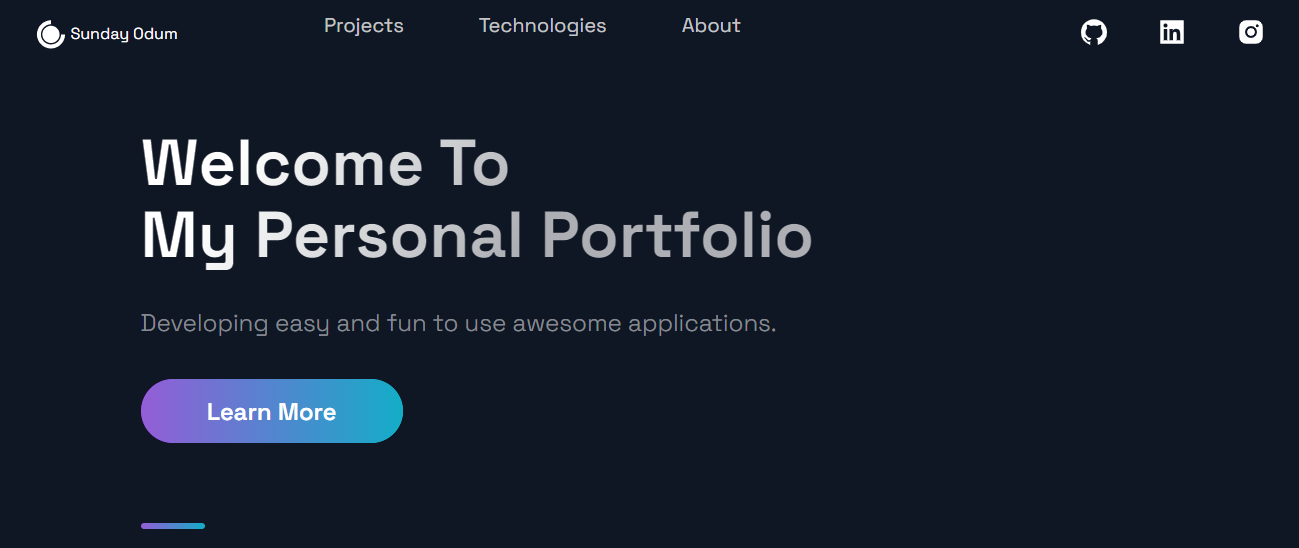 Sunday Odum
Projects
Technologies
About
Welcome To
My Personal Portfolio
Developing easy and fun to use awesome applications.
Learn More